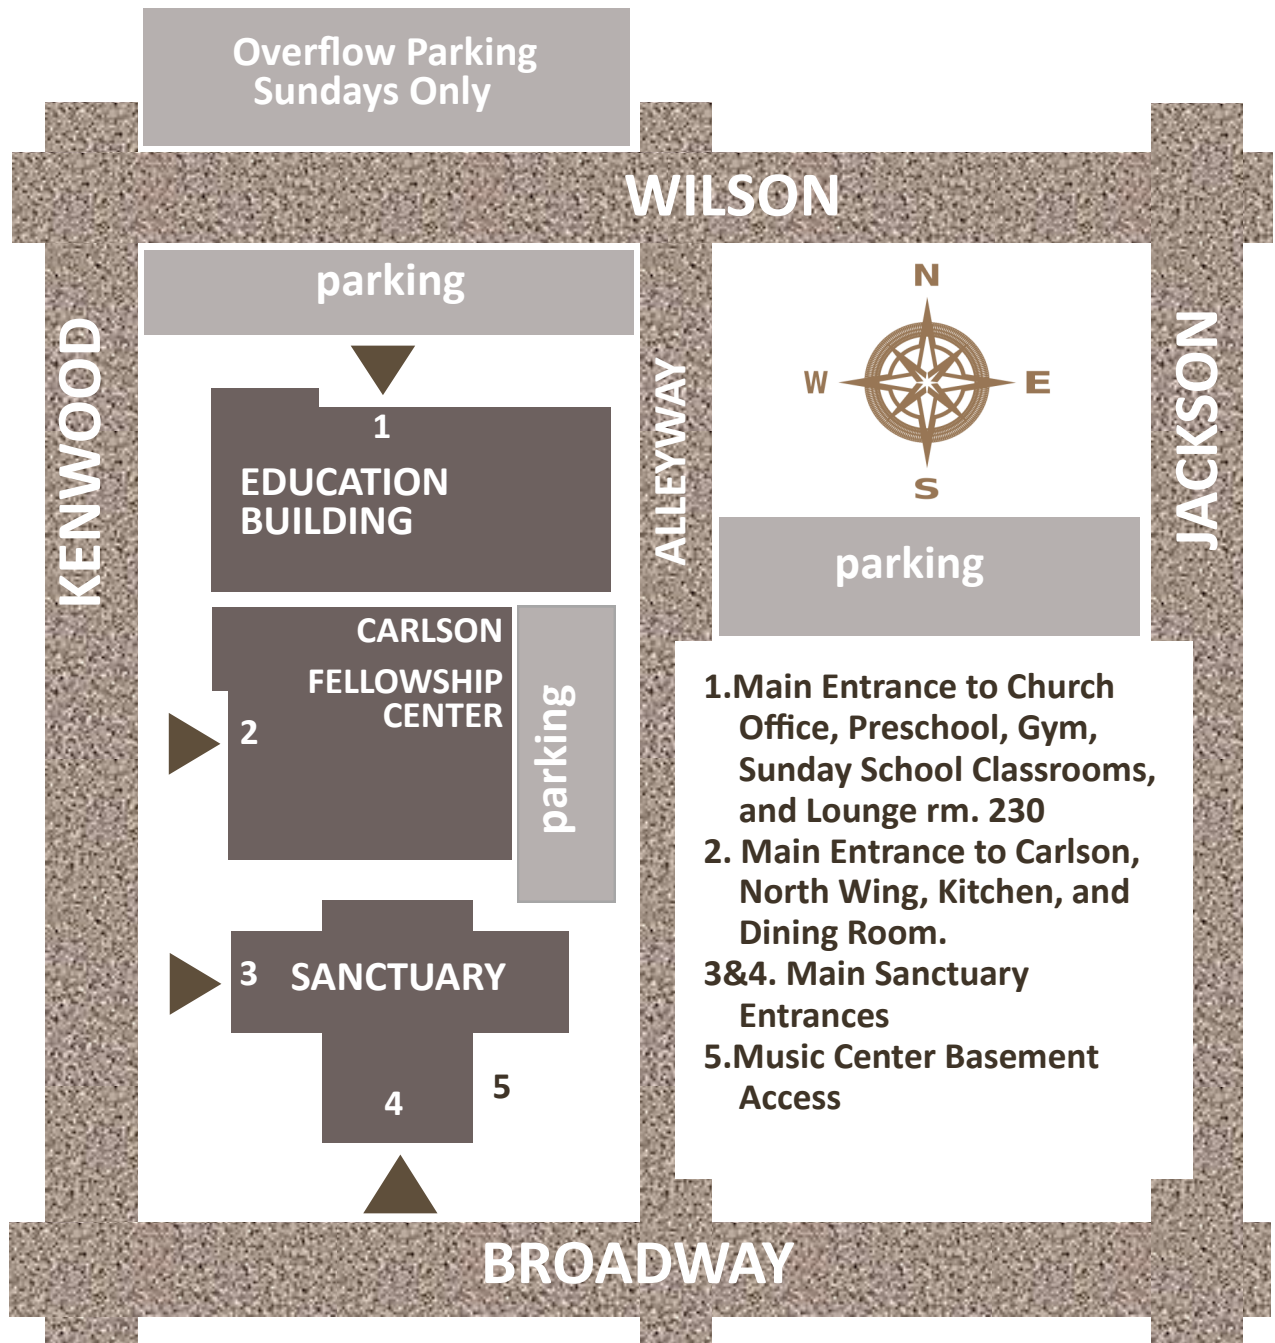 Overflow Parking
Sundays Only
WILSON
parking
N
W
E
S
KENWOOD
ALLEYWAY
JACKSON
1
EDUCATION
BUILDING
parking
CARLSON
FELLOWSHIP
CENTER
2
parking
3
SANCTUARY
4
5
1.Main Entrance to Church
Office, Preschool, Gym,
Sunday School Classrooms,
and Lounge rm. 230
2. Main Entrance to Carlson,
North Wing, Kitchen, and
Dining Room.
3&4. Main Sanctuary
Entrances
5.Music Center Basement
Access
BROADWAY